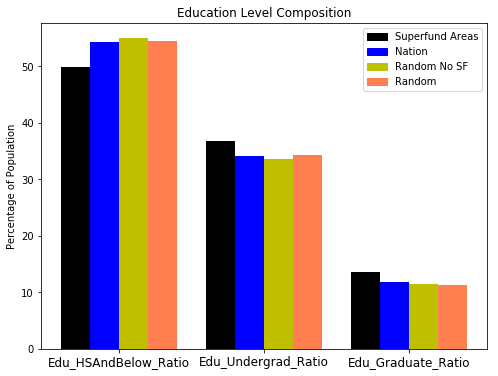 Education Level Composition
Superfund Areas
Nation
Random No SF
Random
Percentage of Population
50
40
30
20
10
0
Edu_HSAndBelow_Ratio
Edu_Undergrad_Ratio
Edu_Graduate_Ratio